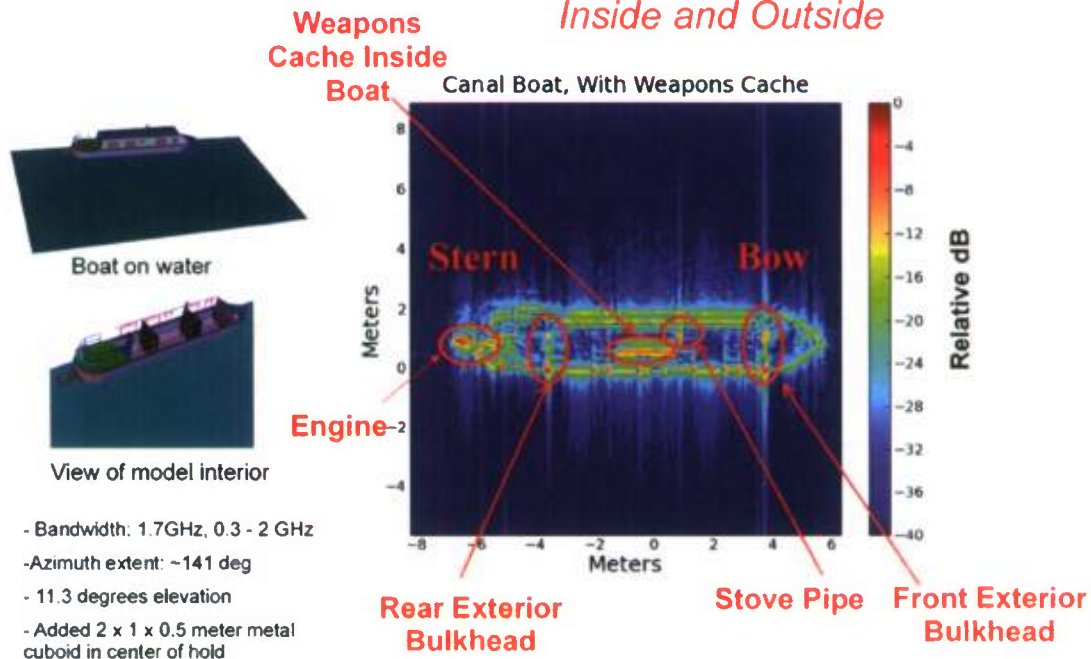 Inside and Outside
Weapons
Cache Inside
Boat
Canal Boat, With Weapons Cache
Boat on water
View of model interior
- Bandwidth: 1.7GHz, 0.3 - 2 GHz
-Azimuth extent: ~141 deg
- 11.3 degrees elevation
- Added 2 x 1 x 0.5 meter metal
cuboid in center of hold
Stern
Bow
Engine
Meters
8
6
4
2
0
−2
−4
−8
−6
−4
−2
0
2
4
6
Meters
0
−4
−8
−12
−16
−20
−24
−28
−32
−36
−40
Relative dB
Rear Exterior
Bulkhead
Stove Pipe
Front Exterior
Bulkhead